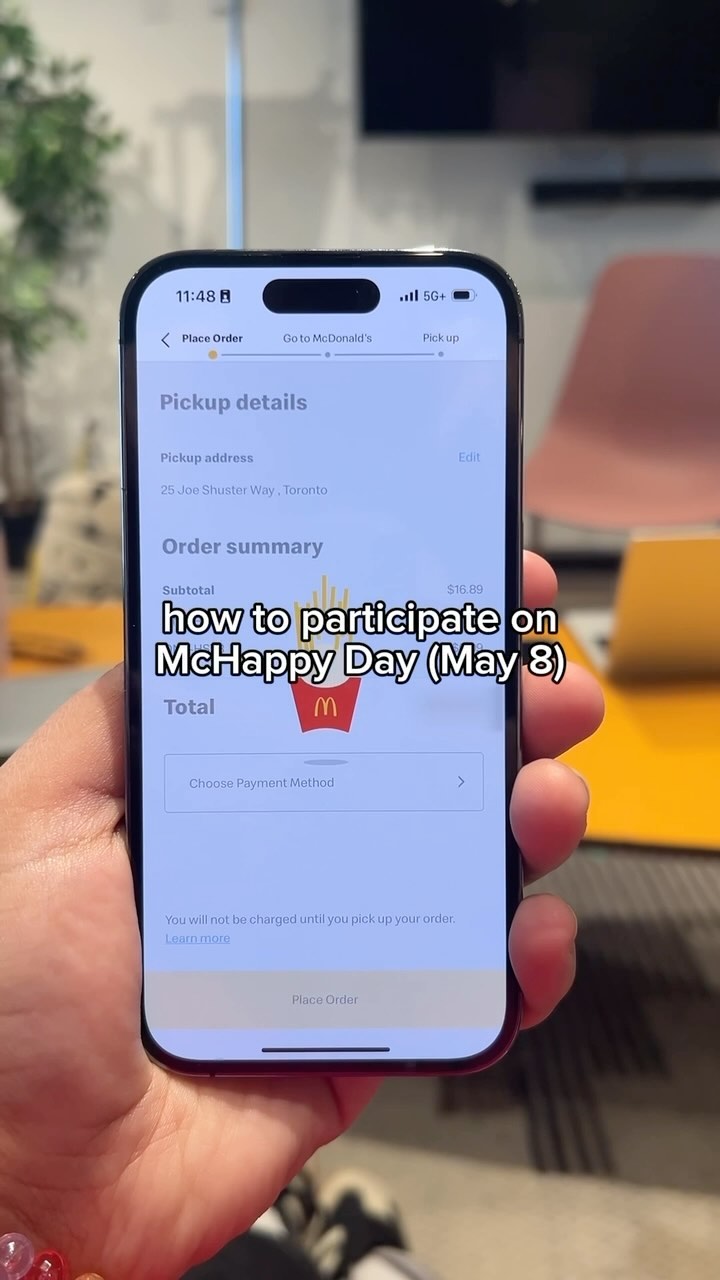 11:48
5G+
Place Order Go to McDonald's Pick up
Pickup details
Pickup address Edit
25 Joe Shuster Way , Toronto
Order summary
Subtotal $16.89
how to participate on
McHappy Day (May 8)
Total
Choose Payment Method
You will not be charged until you pick up your order.
Learn more
Place Order